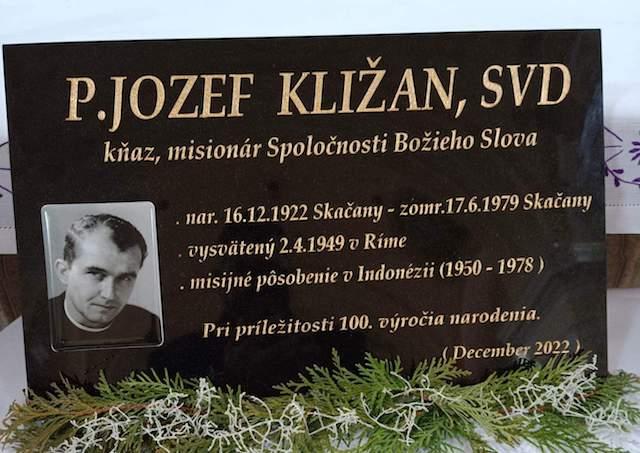 P.JOZEF KLIŽAN, SVD
kňaz, misionár Spoločnosti Božieho Slova
. nar. 16.12.1922 Skačany - zomr.17.6.1979 Skačany
. vysvätený 2.4.1949 v Ríme
. misijné pôsobenie v Indonézii (1950 - 1978 )
Pri príležitosti 100. výročia narodenia.
( December 2022 )